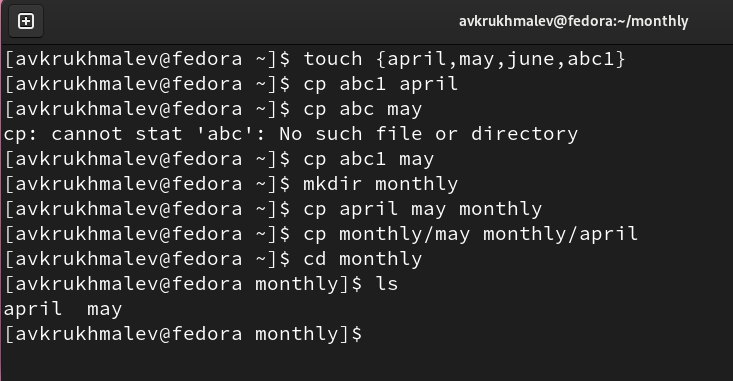 avkrukhmalev@fedora:~/monthly
[avkrukhmalev@fedora ~]$ touch {april,may,june,abc1}
[avkrukhmalev@fedora ~]$ cp abc1 april
[avkrukhmalev@fedora ~]$ cp abc may
cp: cannot stat 'abc': No such file or directory
[avkrukhmalev@fedora ~]$ cp abc1 may
[avkrukhmalev@fedora ~]$ mkdir monthly
[avkrukhmalev@fedora ~]$ cp april may monthly
[avkrukhmalev@fedora ~]$ cp monthly/may monthly/april
[avkrukhmalev@fedora ~]$ cd monthly
[avkrukhmalev@fedora monthly]$ ls
april  may
[avkrukhmalev@fedora monthly]$